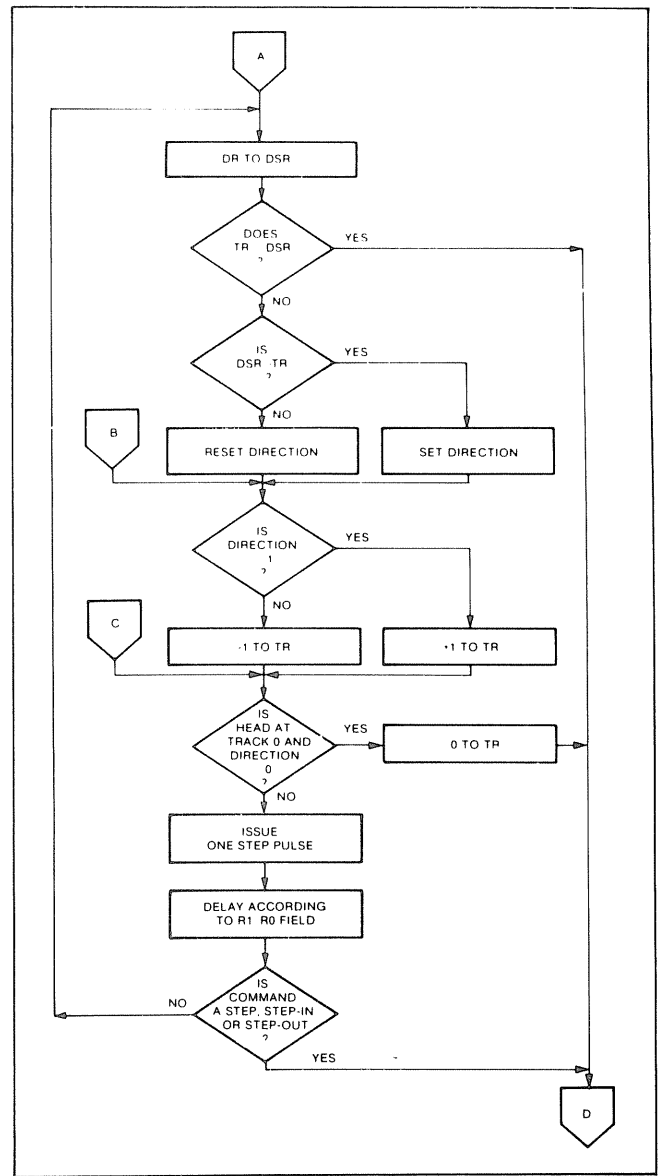 A
DR TO DSR
DOES
TR DSR
?
YES
NO
IS
DSR TR
?
YES
NO
B
RESET DIRECTION
SET DIRECTION
IS
DIRECTION
1
?
YES
NO
C
-1 TO TR
+1 TO TR
IS
HEAD AT
TRACK 0 AND
DIRECTION
0
?
YES
0 TO TR
NO
ISSUE
ONE STEP PULSE
DELAY ACCORDING
TO R1 R0 FIELD
IS
COMMAND
A STEP, STEP-IN
OR STEP-OUT
?
NO
YES
D